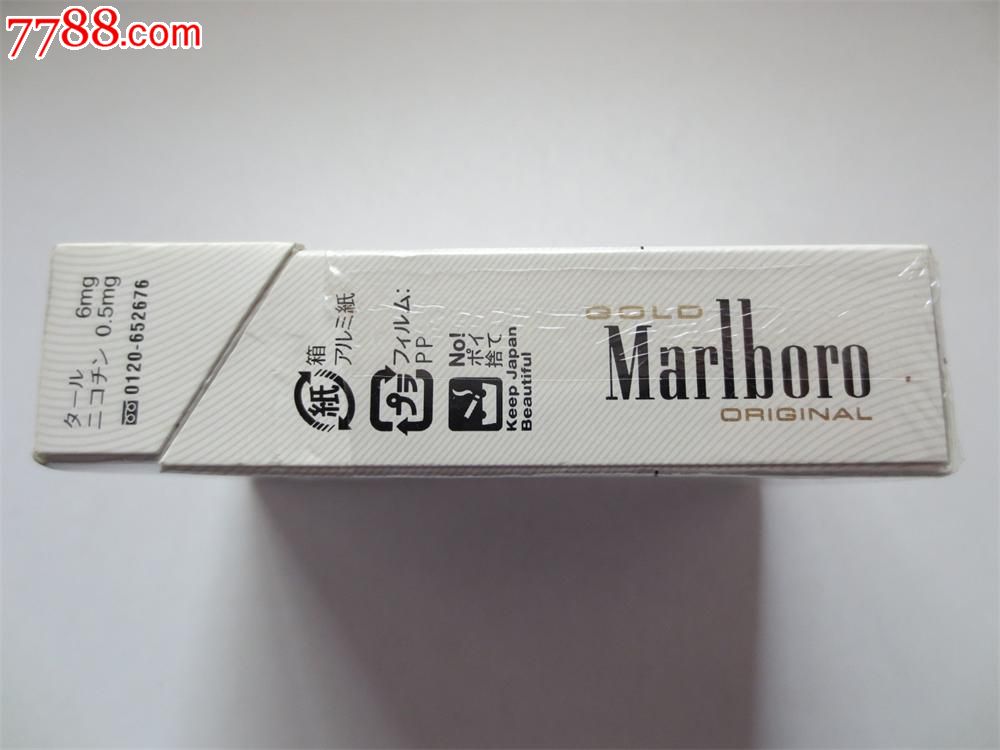 7788.com
タール 6mg
ニコチン 0.5mg
0120-652676
紙
箱
アルミ紙
プラ
フィルム:
PP
No!
ポイ
捨て
Keep Japan
Beautiful
GOLD
Marlboro
ORIGINAL